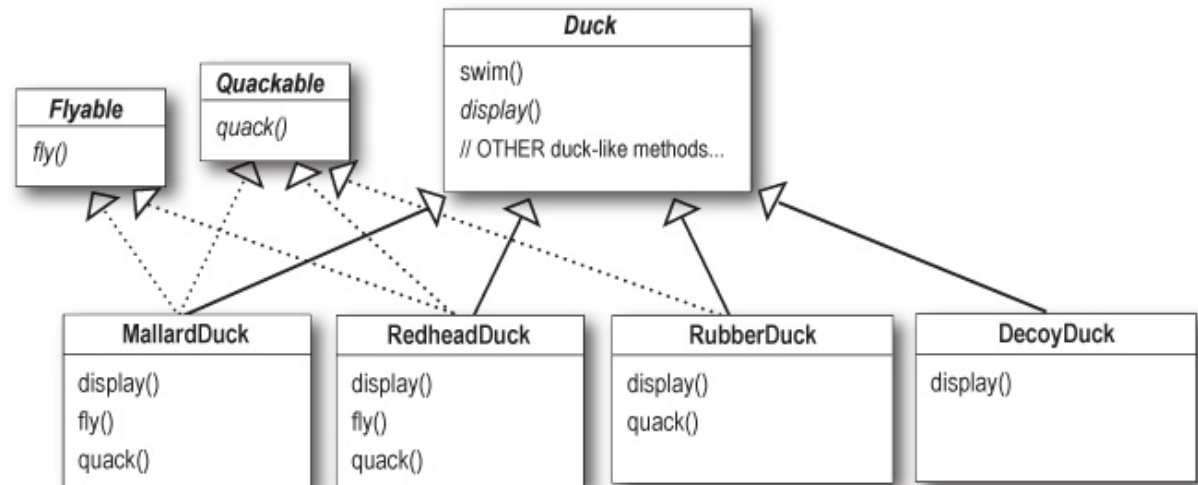 Duck
swim()
display()
// OTHER duck-like methods...
Quackable
quack()
Flyable
fly()
MallardDuck
display()
fly()
quack()
RedheadDuck
display()
fly()
quack()
RubberDuck
display()
quack()
DecoyDuck
display()